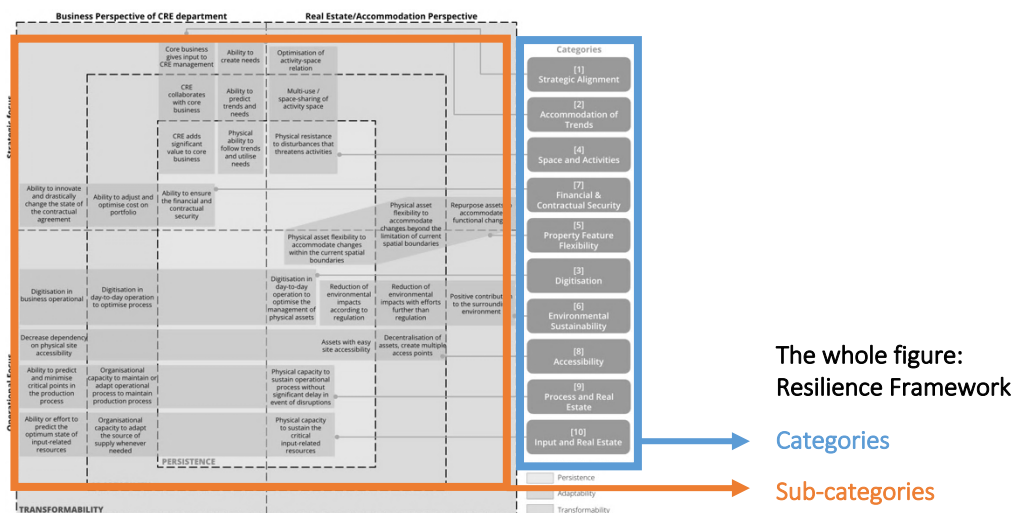 Business Perspective of CRE department
Real Estate/Accommodation Perspective
Strategic Focus
Operational Focus
Core business
gives input to
CRE management
Ability to
create needs
Optimisation of
activity-space
relation
CRE
collaborates
with core
business
Ability to
predict
trends and
needs
Multi-use /
space-sharing of
activity space
CRE adds
significant
value to core
business
Physical
ability to
follow trends
and utilise
needs
Physical resistance
to disturbances that
threatens activities
Ability to innovate
and drastically
change the state of
the contractual
agreement
Ability to adjust and
optimise cost on
portfolio
Ability to ensure
the financial and
contractual
security
Physical asset flexibility to
accommodate changes
within the current spatial
boundaries
Physical asset
flexibility to
accommodate
changes beyond the
limitation of current
spatial boundaries
Repurpose assets
accommodate
functional chang
Digitisation in
business operational
Digitisation in
day-to-day operation
to optimise process
Digitisation in
day-to-day
operation to
optimise the
management of
physical assets
Reduction of
environmental
impacts
according to
regulation
Reduction of
environmental
impacts with efforts
further than
regulation
Positive contribut
to the surroundin
environment
Decrease dependency
on physical site
accessibility
Assets with easy
site accessibility
Decentralisation of
assets, create multiple
access points
Ability to predict
and minimise
critical points in
the production
process
Organisational
capacity to maintain or
adapt operational
process to maintain
production process
Physical capacity to
sustain operational
process without
significant delay in
event of disruptions
Ability or effort to
predict the
optimum state of
input-related
resources
Organisational
capacity to adapt
the source of
supply whenever
needed
Physical capacity
to sustain the
critical
input-related
resources
PERSISTENCE
TRANSFORMABILITY
Categories
[1]
Strategic Alignment
[2]
Accommodation of
Trends
[4]
Space and Activities
[7]
Financial &
Contractual Security
[5]
Property Feature
Flexibility
[3]
Digitisation
[6]
Environmental
Sustainability
[8]
Accessibility
[9]
Process and Real
Estate
[10]
Input and Real Estate
Persistence
Adaptability
Transformability
The whole figure:
Resilience Framework
Categories
Sub-categories